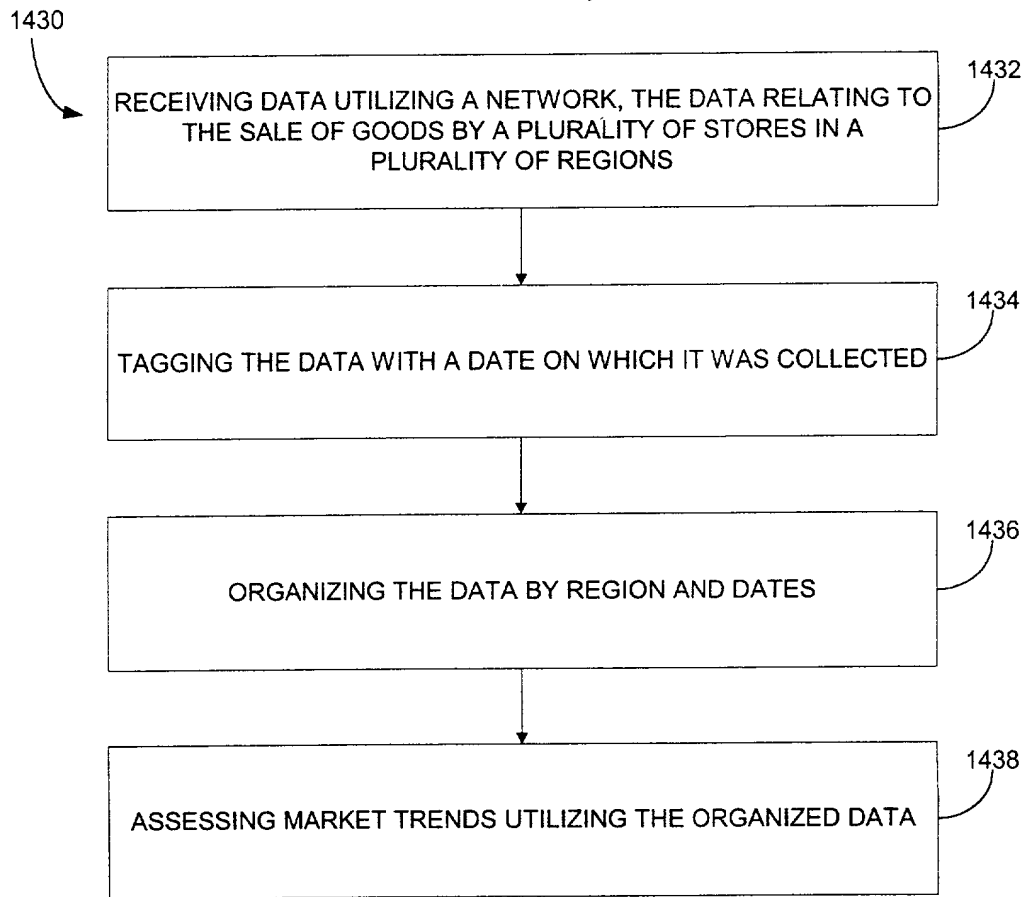 1430
1432
RECEIVING DATA UTILIZING A NETWORK, THE DATA RELATING TO
THE SALE OF GOODS BY A PLURALITY OF STORES IN A
PLURALITY OF REGIONS
1434
TAGGING THE DATA WITH A DATE ON WHICH IT WAS COLLECTED
1436
ORGANIZING THE DATA BY REGION AND DATES
1438
ASSESSING MARKET TRENDS UTILIZING THE ORGANIZED DATA